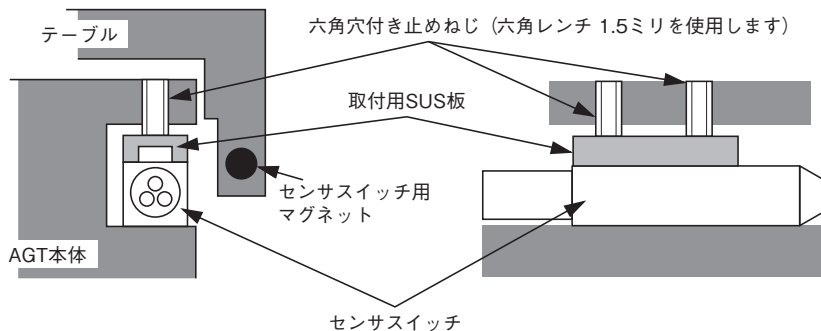 テーブル
六角穴付き止めねじ（六角レンチ 1.5ミリを使用します）
取付用SUS板
センサスイッチ用
マグネット
AGT本体
センサスイッチ